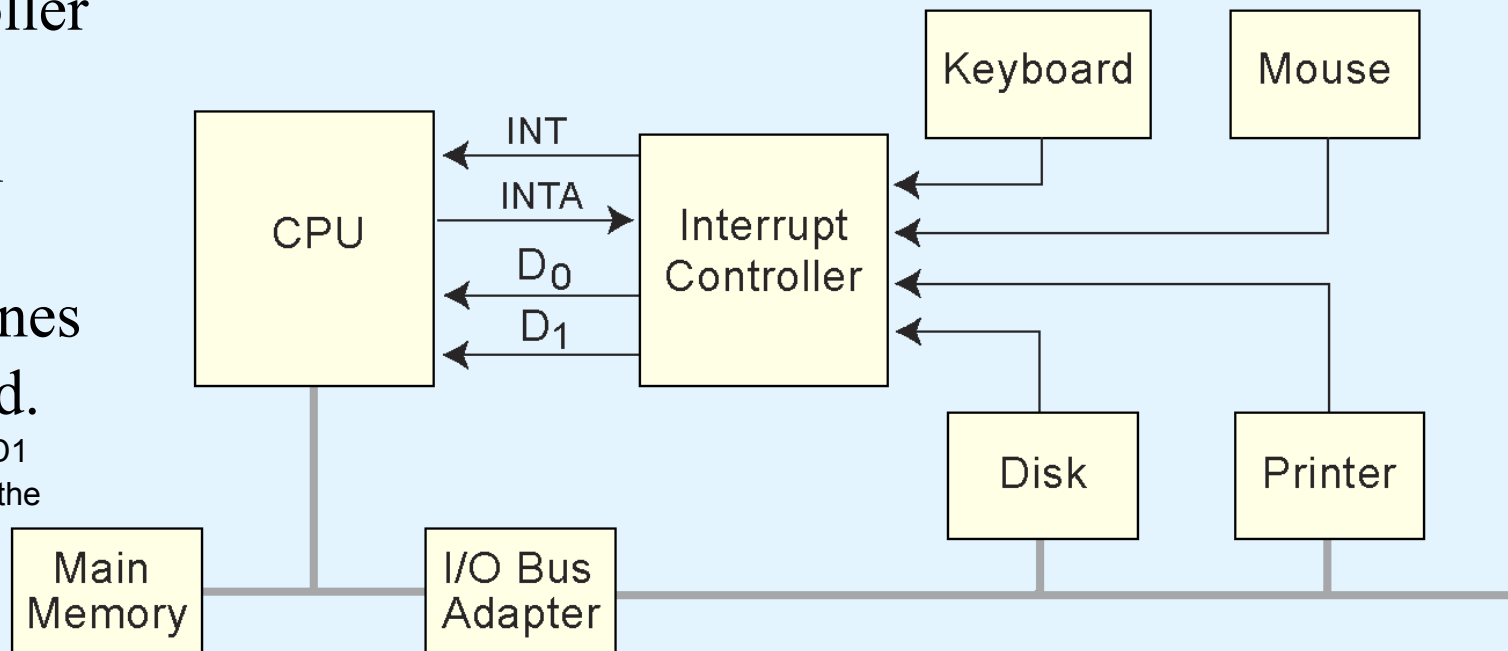 oller
nes
d.
D1
the
Keyboard
Mouse
INT
INTA
D0
D1
CPU
Interrupt
Controller
Disk
Printer
Main
Memory
I/O Bus
Adapter